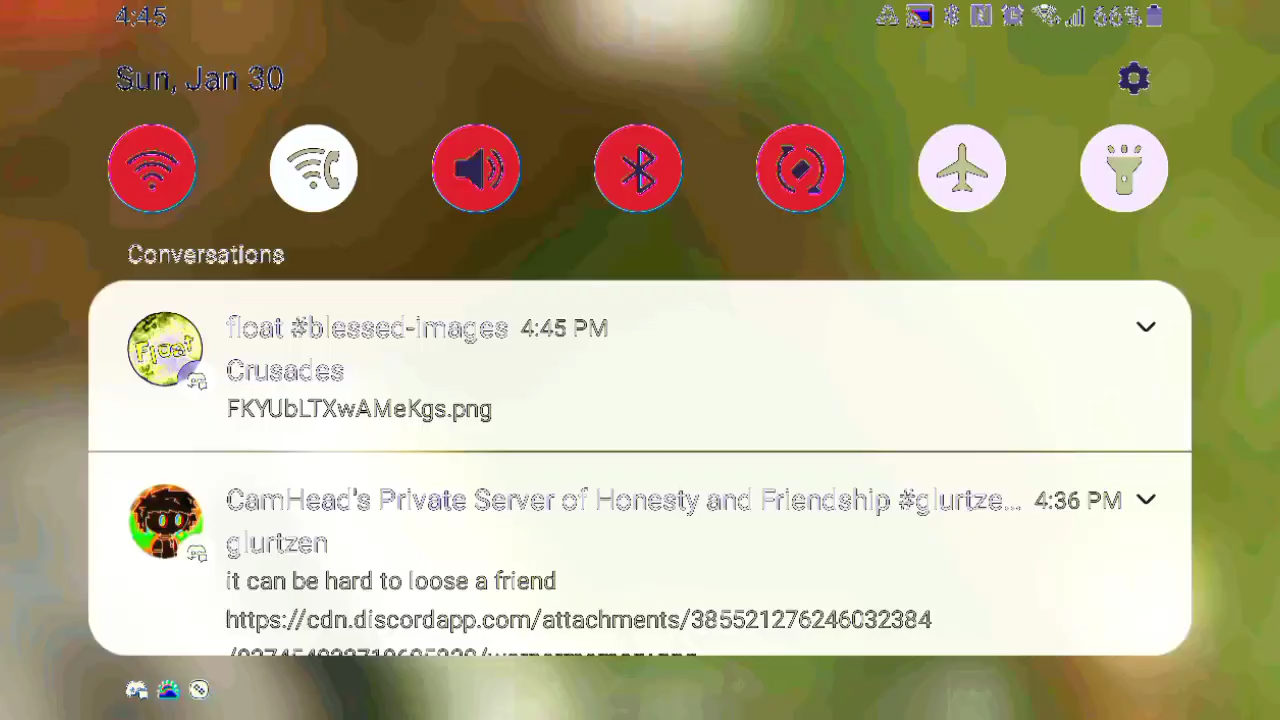 4:45
66%
Sun, Jan 30
Conversations
Float
float #blessed-images 4:45 PM
Crusades
FKYUbLTXwAMeKgs.png
CamHead's Private Server of Honesty and Friendship #glurtze... 4:36 PM
glurtzen
it can be hard to loose a friend
https://cdn.discordapp.com/attachments/385521276246032384